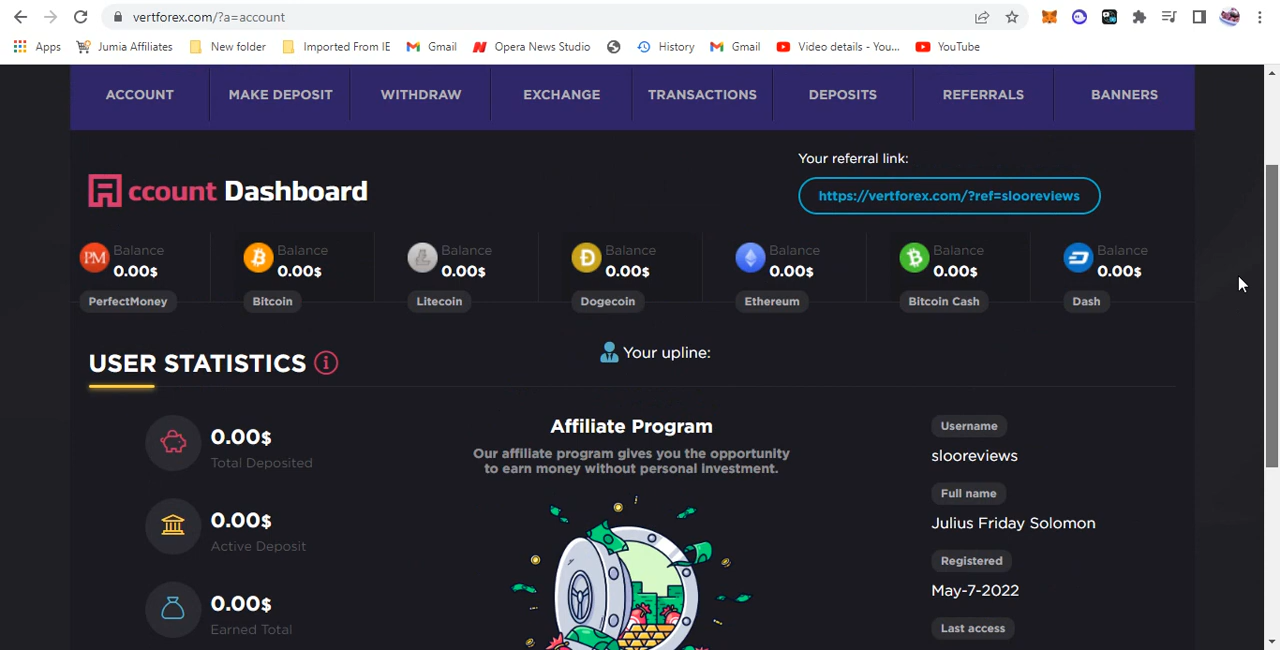 vertforex.com/?a=account
Apps Jumia Affiliates New folder Imported From IE Gmail Opera News Studio History Gmail Video details - You... YouTube
ACCOUNT MAKE DEPOSIT WITHDRAW EXCHANGE TRANSACTIONS DEPOSITS REFERRALS BANNERS
Your referral link:
Account Dashboard
https://vertforex.com/?ref=slooreviews
PM Balance Balance Balance Balance Balance Balance Balance
0.00$ 0.00$ 0.00$ 0.00$ 0.00$ 0.00$ 0.00$
PerfectMoney Bitcoin Litecoin Dogecoin Ethereum Bitcoin Cash Dash
Your upline:
USER STATISTICS
Affiliate Program
Our affiliate program gives you the opportunity
to earn money without personal investment.
0.00$
Total Deposited
0.00$
Active Deposit
0.00$
Earned Total
Username
slooreviews
Full name
Julius Friday Solomon
Registered
May-7-2022
Last access